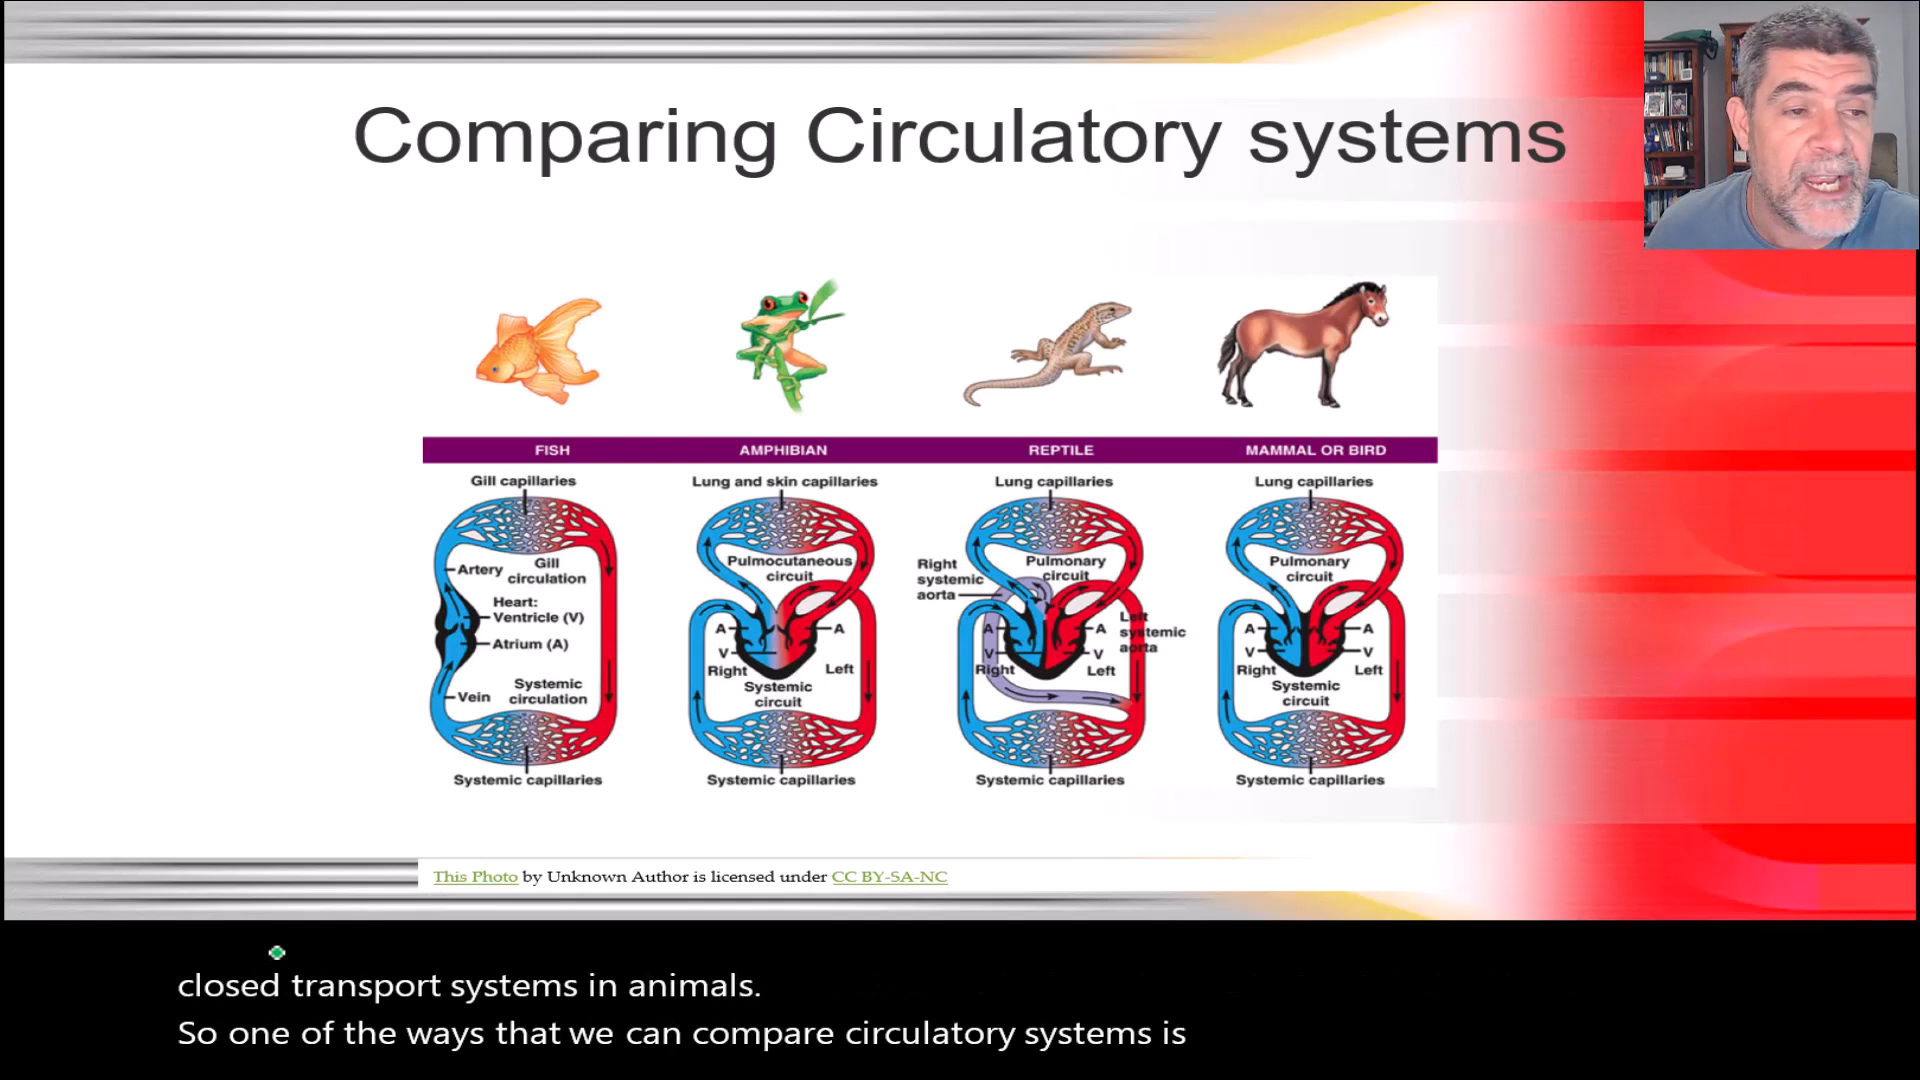 Comparing Circulatory systems
FISH
AMPHIBIAN
REPTILE
MAMMAL OR BIRD
Gill capillaries
Artery
Gill
circulation
Heart:
Ventricle (V)
Atrium (A)
Vein
Systemic
circulation
Systemic capillaries
Lung and skin capillaries
Pulmocutaneous
circuit
A
A
V
Right
Left
Systemic
circuit
Systemic capillaries
Lung capillaries
Right
systemic
aorta
Pulmonary
circuit
Left
systemic
aorta
A
A
V
V
Right
Left
Systemic capillaries
Lung capillaries
Pulmonary
circuit
A
A
V
V
Right
Left
Systemic
circuit
Systemic capillaries
This Photo by Unknown Author is licensed under CC BY-SA-NC
closed transport systems in animals.
So one of the ways that we can compare circulatory systems is